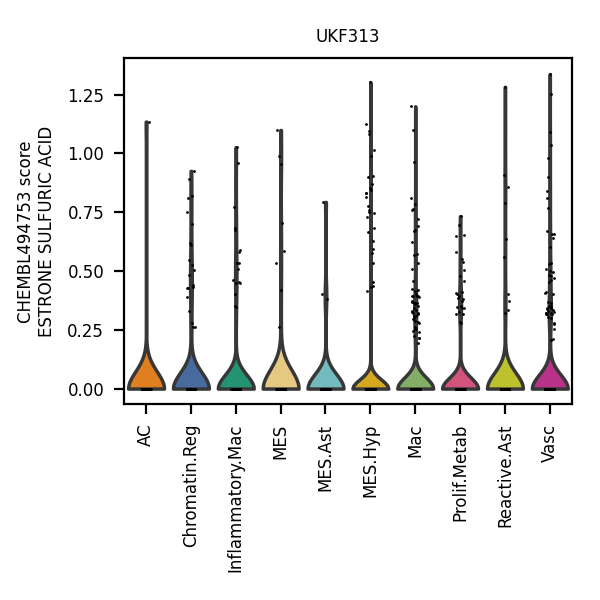 UKF313
CHEMBL494753 score
ESTRONE SULFURIC ACID
1.25
1.00
0.75
0.50
0.25
0.00
AC
Chromatin.Reg
Inflammatory.Mac
MES
MES.Ast
MES.Hyp
Mac
Prolif.Metab
Reactive.Ast
Vasc